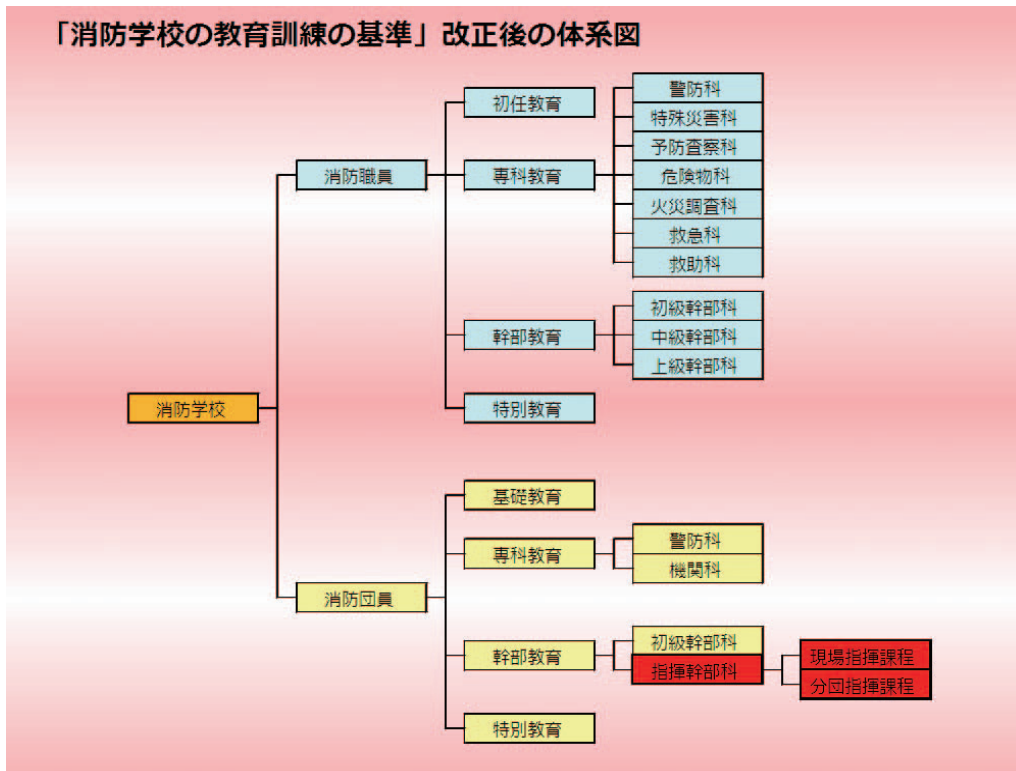 「消防学校の教育訓練の基準」改正後の体系図
消防学校
消防職員
初任教育
専科教育
警防科
特殊災害科
予防査察科
危険物科
火災調査科
救急科
救助科
幹部教育
初級幹部科
中級幹部科
上級幹部科
特別教育
消防団員
基礎教育
専科教育
警防科
機関科
幹部教育
初級幹部科
指揮幹部科
現場指揮課程
分団指揮課程
特別教育